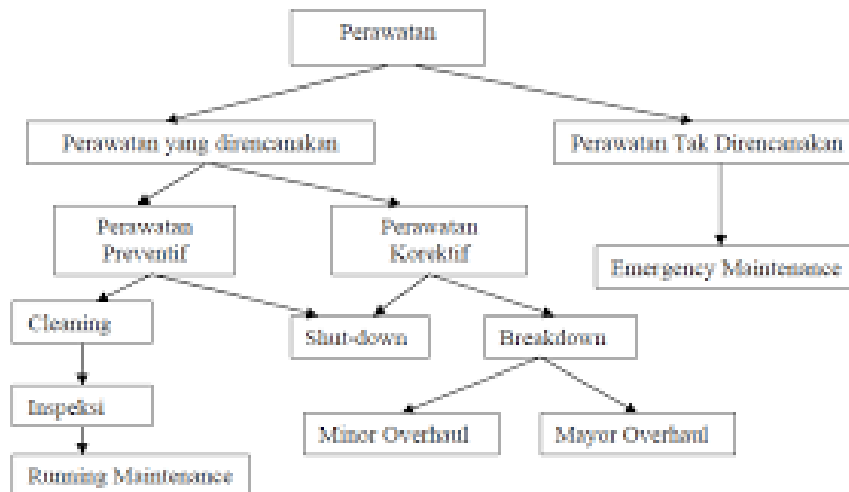 Perawatan
Perawatan yang direncanakan
Perawatan Tak Direncanakan
Perawatan
Preventif
Perawatan
Korektif
Emergency Maintenance
Cleaning
Shut-down
Breakdown
Inspeksi
Minor Overhaul
Mayor Overhaul
Running Maintenance